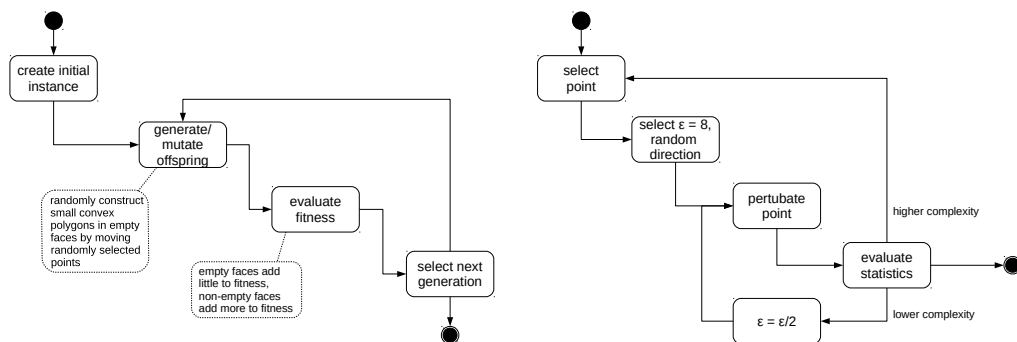 create initial
instance
generate/
mutate
offspring
randomly construct
small convex
polygons in empty
faces by moving
randomly selected
points
evaluate
fitness
empty faces add
little to fitness,
non-empty faces
add more to fitness
select next
generation
select
point
select ε = 8,
random
direction
pertubate
point
higher complexity
evaluate
statistics
lower complexity
ε = ε/2